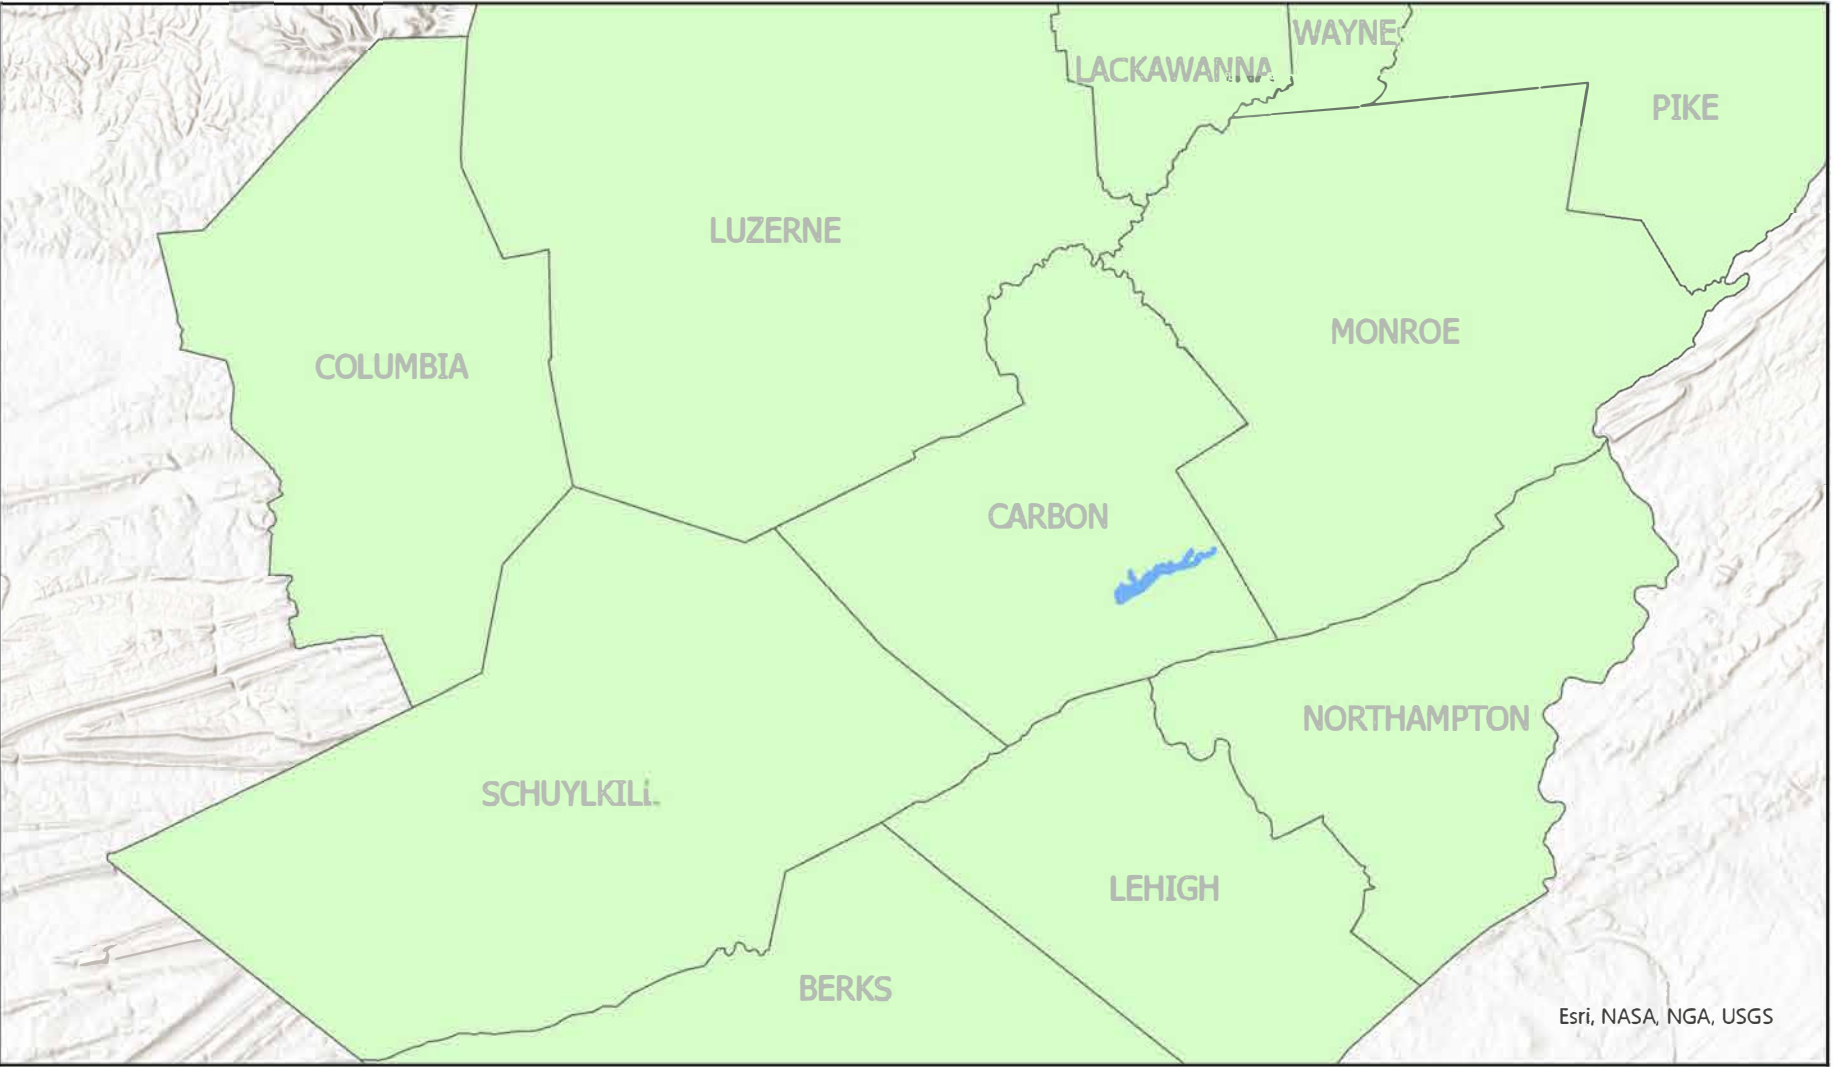 WAYNE
LACKAWANNA
PIKE
LUZERNE
MONROE
COLUMBIA
CARBON
NORTHAMPTON
SCHUYLKILL
LEHIGH
BERKS
Esri, NASA, NGA, USGS